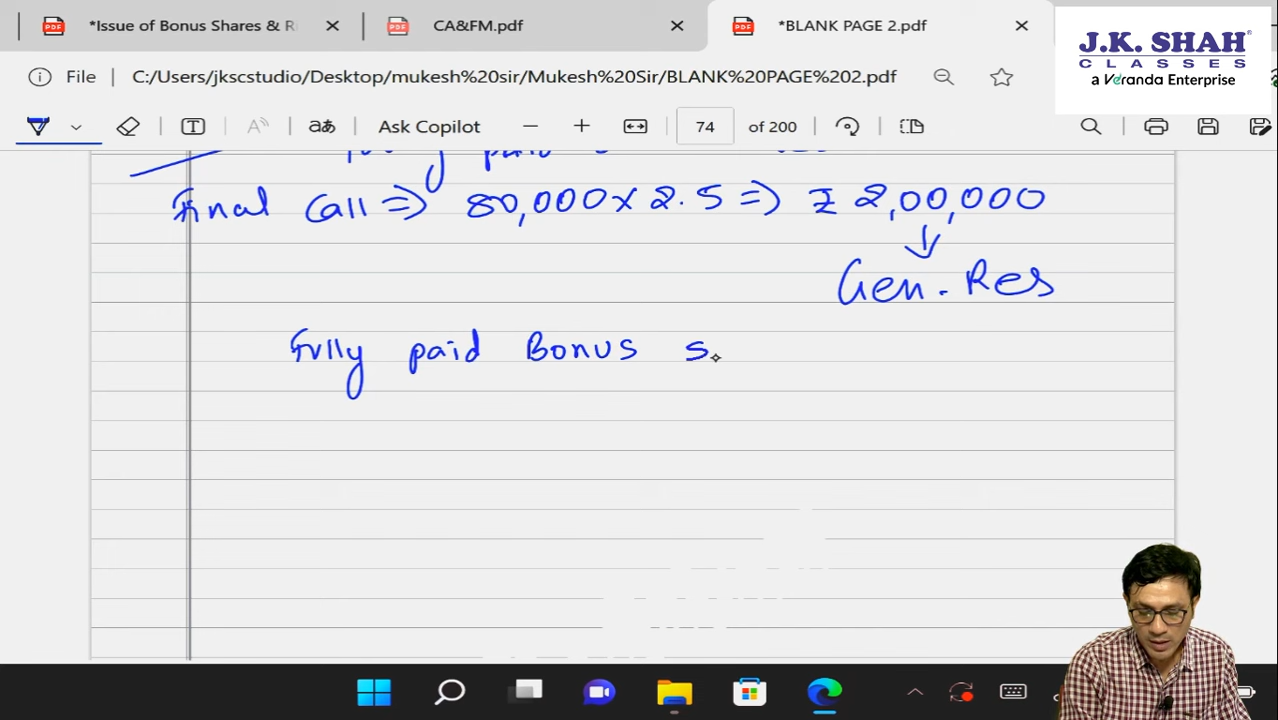 *Issue of Bonus Shares & Ri
CA&FM.pdf
*BLANK PAGE 2.pdf
J.K. SHAH
CLASSES
a Veranda Enterprise
File
C:/Users/jkscstudio/Desktop/mukesh%20sir/Mukesh%20Sir/BLANK%20PAGE%202.pdf
Ask Copilot
74 of 200
Final Call => 80,000 x 2.5 => ₹ 2,00,000
Gen. Res
Fully paid Bonus s